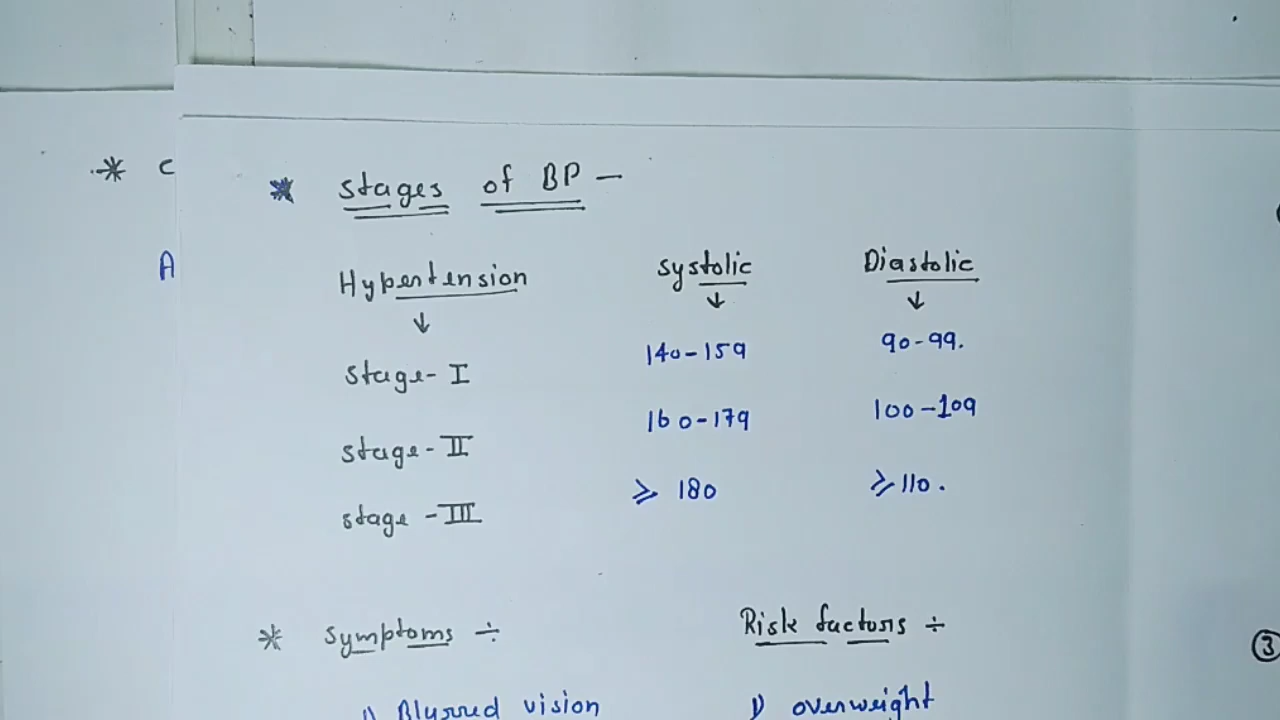 * C
A
* Stages of BP -
Hypertension Systolic Diastolic
↓ ↓ ↓
Stage- I 140-159 90-99.
Stage- II 160-179 100-109
Stage -III ≥ 180 ≥110.
* Symptoms ÷ Risk factors ÷
③
1) Blurred vision 1) overweight